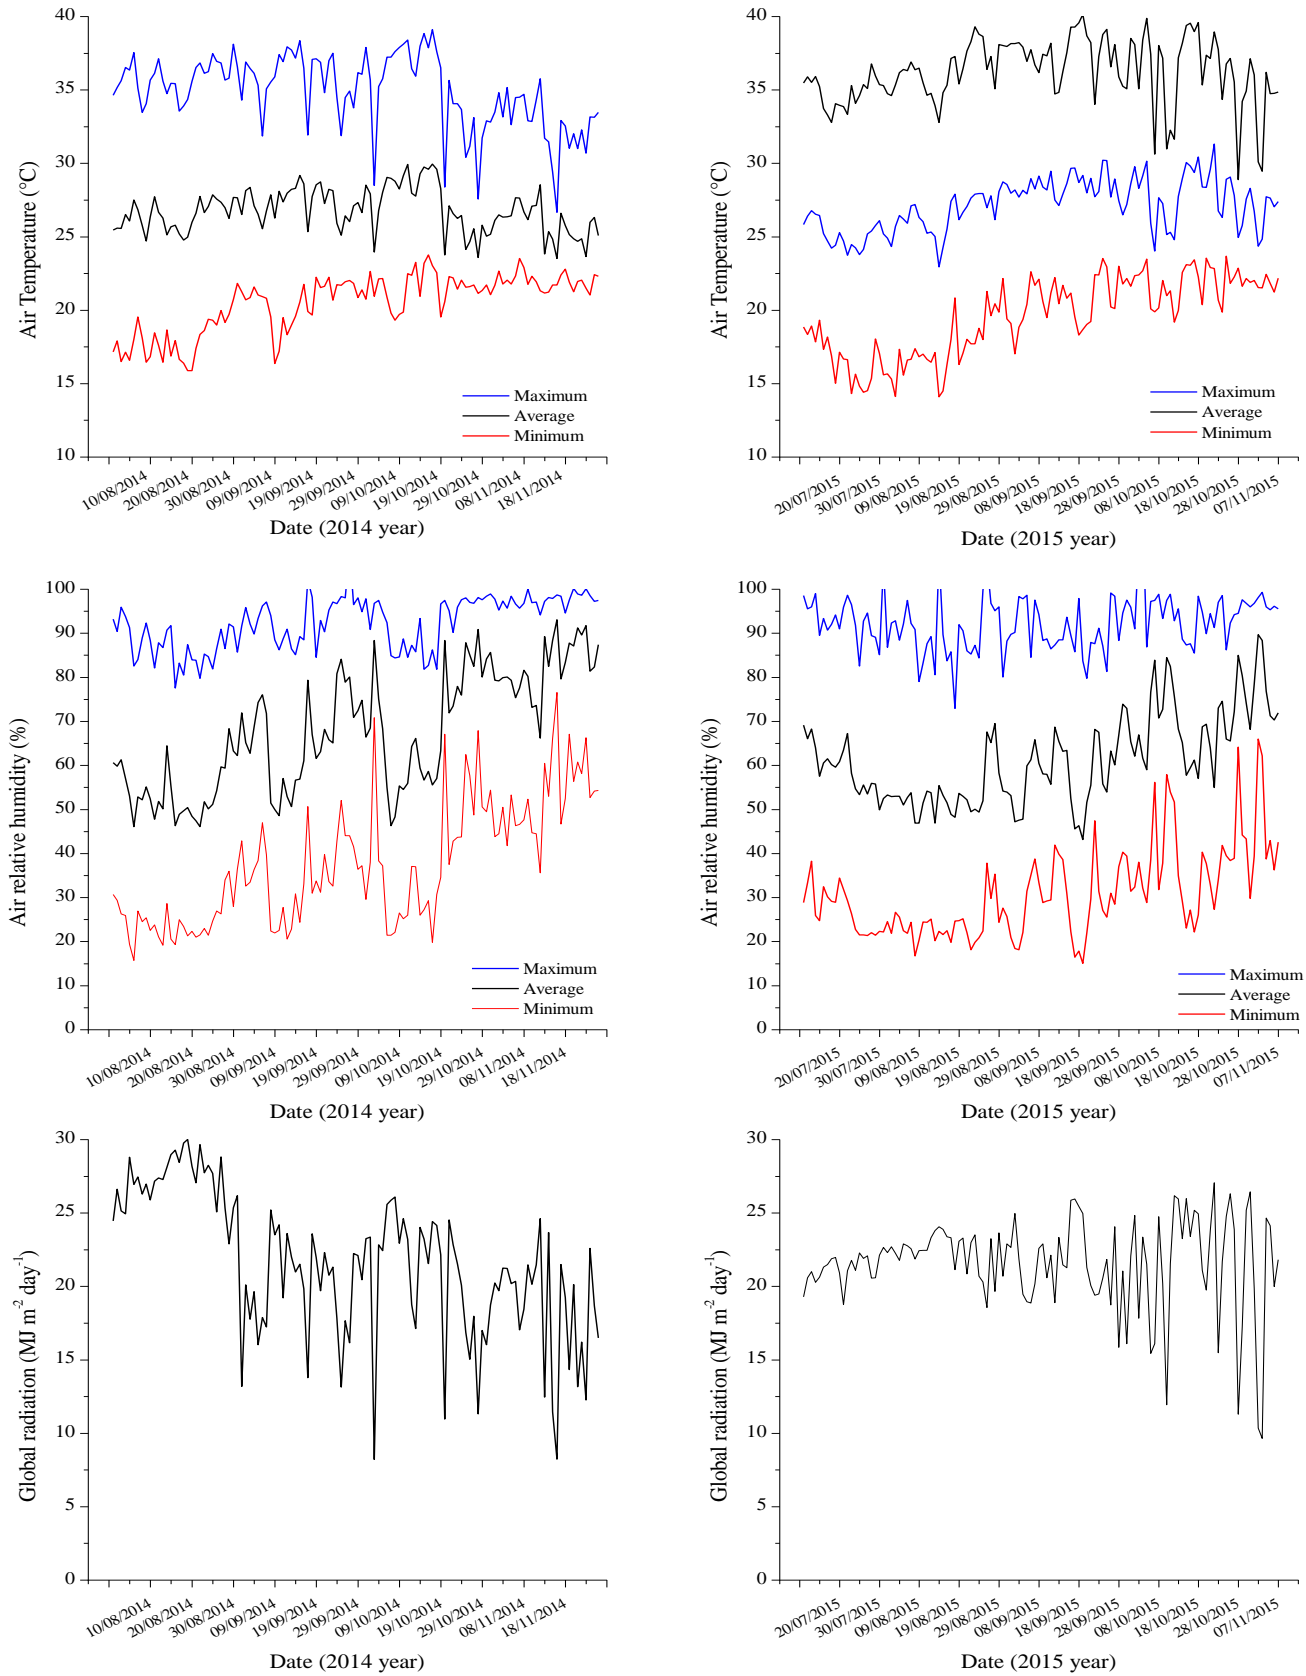 40
35
30
25
20
15
10
Air Temperature (°C)
Maximum
Average
Minimum
10/08/2014 20/08/2014 30/08/2014 09/09/2014 19/09/2014 29/09/2014 09/10/2014 19/10/2014 29/10/2014 08/11/2014 18/11/2014
Date (2014 year)
40
35
30
25
20
15
10
Air Temperature (°C)
Maximum
Average
Minimum
20/07/2015 30/07/2015 09/08/2015 19/08/2015 29/08/2015 08/09/2015 18/09/2015 28/09/2015 08/10/2015 18/10/2015 28/10/2015 07/11/2015
Date (2015 year)
100
90
80
70
60
50
40
30
20
10
0
Air relative humidity (%)
Maximum
Average
Minimum
10/08/2014 20/08/2014 30/08/2014 09/09/2014 19/09/2014 29/09/2014 09/10/2014 19/10/2014 29/10/2014 08/11/2014 18/11/2014
Date (2014 year)
100
90
80
70
60
50
40
30
20
10
0
Air relative humidity (%)
Maximum
Average
Minimum
20/07/2015 30/07/2015 09/08/2015 19/08/2015 29/08/2015 08/09/2015 18/09/2015 28/09/2015 08/10/2015 18/10/2015 28/10/2015 07/11/2015
Date (2015 year)
30
25
20
15
10
5
0
Global radiation (MJ m⁻² day⁻¹)
10/08/2014 20/08/2014 30/08/2014 09/09/2014 19/09/2014 29/09/2014 09/10/2014 19/10/2014 29/10/2014 08/11/2014 18/11/2014
Date (2014 year)
30
25
20
15
10
5
0
Global radiation (MJ m⁻² day⁻¹)
20/07/2015 30/07/2015 09/08/2015 19/08/2015 29/08/2015 08/09/2015 18/09/2015 28/09/2015 08/10/2015 18/10/2015 28/10/2015 07/11/2015
Date (2015 year)